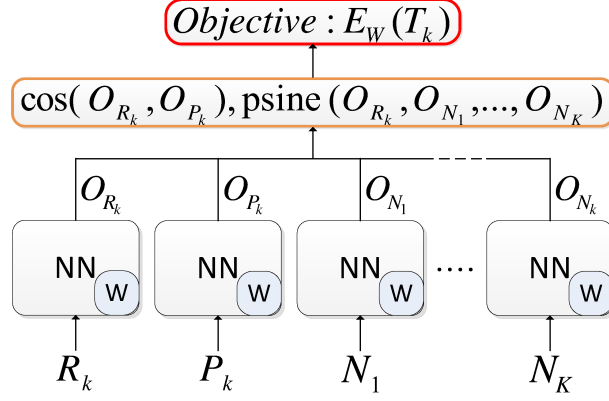 Objective : E_W (T_k)
cos( O_{R_k} , O_{P_k} ), psine ( O_{R_k} , O_{N_1} ,..., O_{N_K} )
O_{R_k} O_{P_k} O_{N_1} O_{N_k}
NN NN NN .... NN
W W W W
R_k P_k N_1 N_K